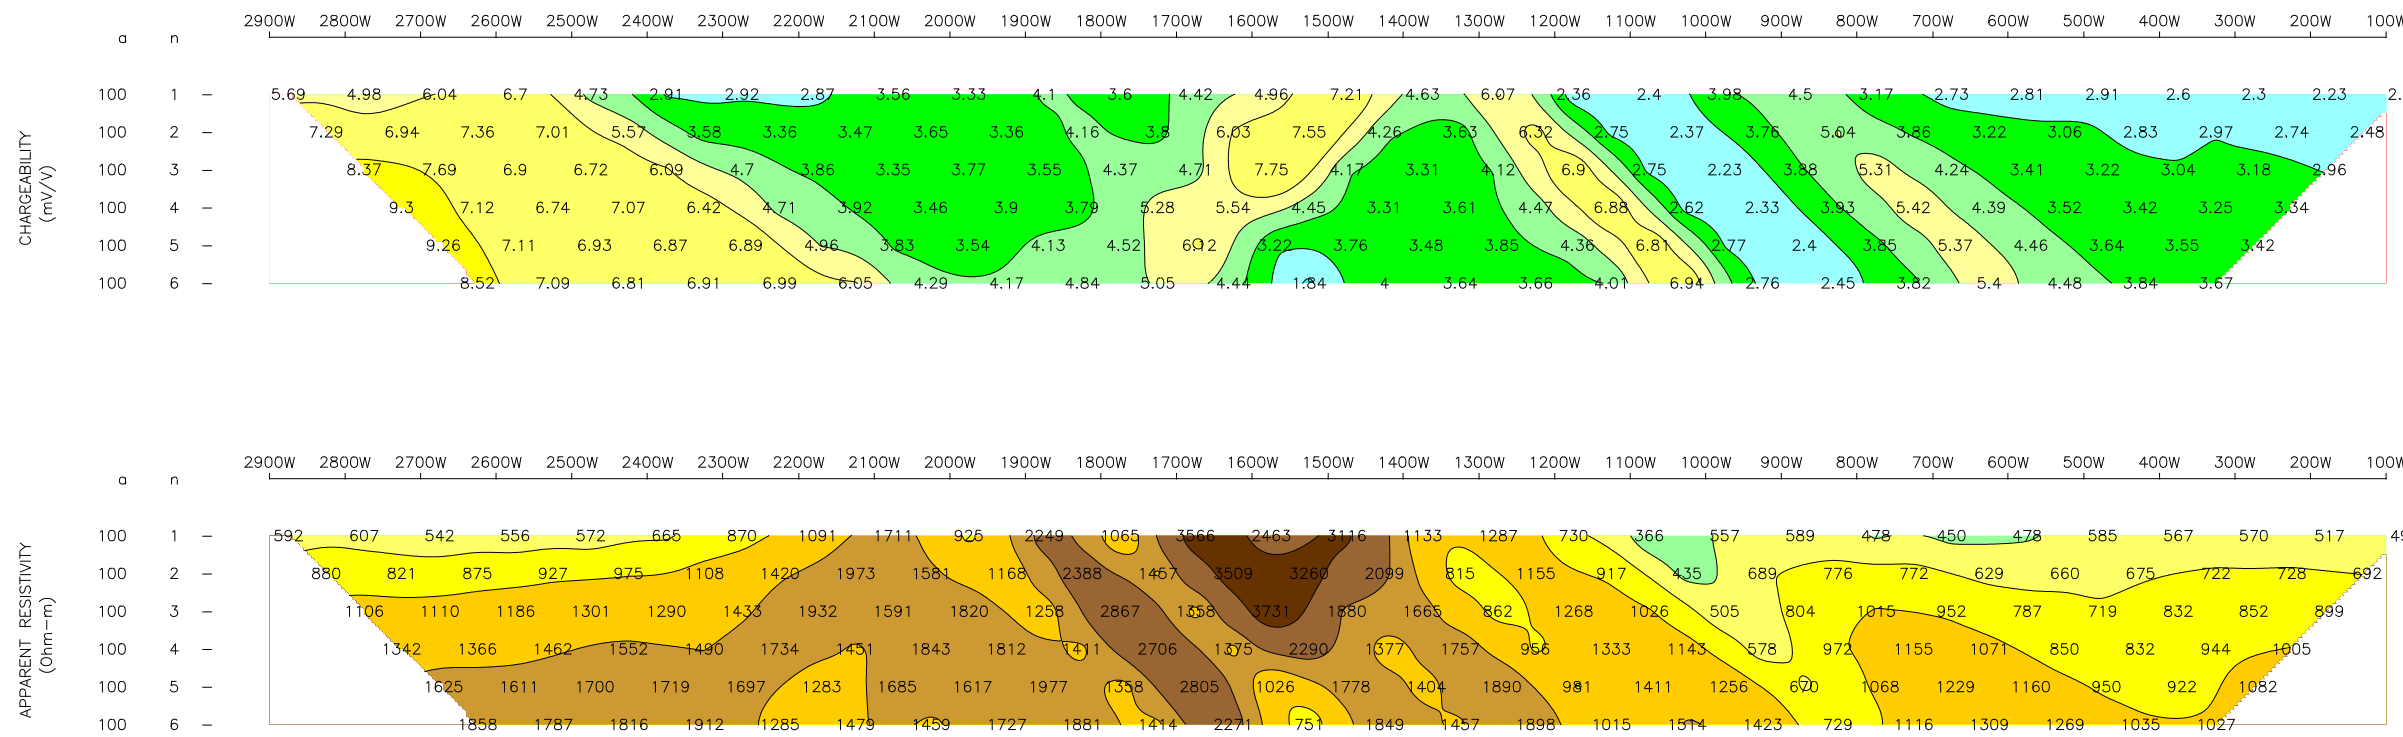 2900W 2800W 2700W 2600W 2500W 2400W 2300W 2200W 2100W 2000W 1900W 1800W 1700W 1600W 1500W 1400W 1300W 1200W 1100W 1000W 900W 800W 700W 600W 500W 400W 300W 200W 100W
a n
100 1 – 5.69 4.98 6.04 6.7 4.73 2.91 2.92 2.87 3.56 3.33 4.1 3.6 4.42 4.96 7.21 4.63 6.07 2.36 2.4 3.98 4.5 3.17 2.73 2.81 2.91 2.6 2.3 2.23 2.
100 2 – 7.29 6.94 7.36 7.01 5.57 3.58 3.36 3.47 3.65 3.36 4.16 3.8 6.03 7.55 4.26 3.63 6.32 2.75 2.37 3.76 5.04 3.86 3.22 3.06 2.83 2.97 2.74 2.48
100 3 – 8.37 7.69 6.9 6.72 6.09 4.7 3.86 3.35 3.77 3.55 4.37 4.71 7.75 4.17 3.31 4.12 6.9 2.75 2.23 3.88 5.31 4.24 3.41 3.22 3.04 3.18 2.96
100 4 – 9.3 7.12 6.74 7.07 6.42 4.71 3.92 3.46 3.9 3.79 5.28 5.54 4.45 3.31 3.61 4.47 6.88 2.62 2.33 3.93 5.42 4.39 3.52 3.42 3.25 3.34
100 5 – 9.26 7.11 6.93 6.87 6.89 4.96 3.83 3.54 4.13 4.52 6.12 3.22 3.76 3.48 3.85 4.36 6.81 2.77 2.4 3.85 5.37 4.46 3.64 3.55 3.42
100 6 – 8.52 7.09 6.81 6.91 6.99 6.05 4.29 4.17 4.84 5.05 4.44 1.84 4 3.64 3.66 4.01 6.94 2.76 2.45 3.82 5.4 4.48 3.84 3.67
CHARGEABILITY
(mV/V)
2900W 2800W 2700W 2600W 2500W 2400W 2300W 2200W 2100W 2000W 1900W 1800W 1700W 1600W 1500W 1400W 1300W 1200W 1100W 1000W 900W 800W 700W 600W 500W 400W 300W 200W 100W
a n
100 1 – 592 607 542 556 572 665 870 1091 1711 925 2249 1065 3566 2463 3116 1133 1287 730 366 557 589 478 450 478 585 567 570 517 49
100 2 – 880 821 875 927 975 1108 1420 1973 1581 1168 2388 1457 3509 3260 2099 815 1155 917 435 689 776 772 629 660 675 722 728 692
100 3 – 1106 1110 1186 1301 1290 1433 1932 1591 1820 1258 2867 1358 3731 1880 1665 862 1268 1026 505 804 1015 952 787 719 832 852 899
100 4 – 1342 1366 1462 1552 1490 1734 1451 1843 1812 1411 2706 1375 2290 1377 1757 956 1333 1143 578 972 1155 1071 850 832 944 1005
100 5 – 1625 1611 1700 1719 1697 1283 1685 1617 1977 1358 2805 1026 1778 1404 1890 981 1411 1256 670 1068 1229 1160 950 922 1082
100 6 – 1858 1787 1816 1912 1285 1479 1459 1727 1881 1414 2271 751 1849 1457 1898 1015 1514 1423 729 1116 1309 1269 1035 1027
APPARENT RESISTIVITY
(Ohm–m)